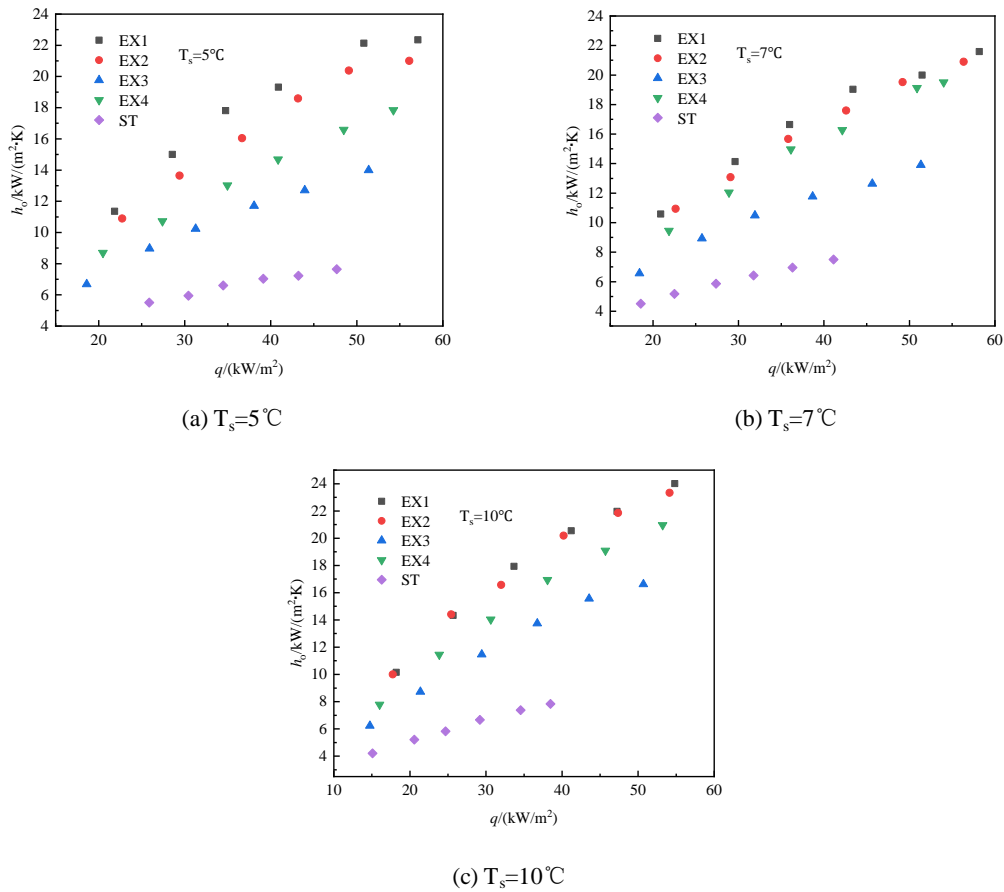 24
22
20
18
16
14
12
10
8
6
4
hₒ/kW/(m²·K)
EX1
EX2
EX3
EX4
ST
Tₛ=5℃
20 30 40 50 60
q/(kW/m²)
(a) Tₛ=5℃
24
22
20
18
16
14
12
10
8
6
4
hₒ/kW/(m²·K)
EX1
EX2
EX3
EX4
ST
Tₛ=7℃
20 30 40 50 60
q/(kW/m²)
(b) Tₛ=7℃
24
22
20
18
16
14
12
10
8
6
4
hₒ/kW/(m²·K)
EX1
EX2
EX3
EX4
ST
Tₛ=10℃
10 20 30 40 50 60
q/(kW/m²)
(c) Tₛ=10℃